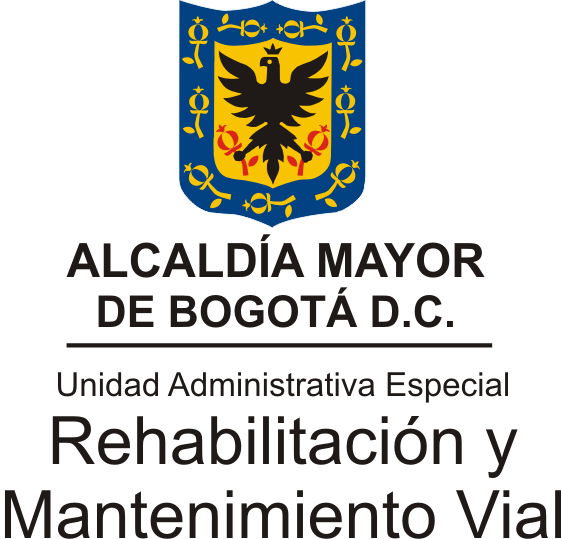 ALCALDÍA MAYOR
DE BOGOTÁ D.C.
Unidad Administrativa Especial
Rehabilitación y
Mantenimiento Vial